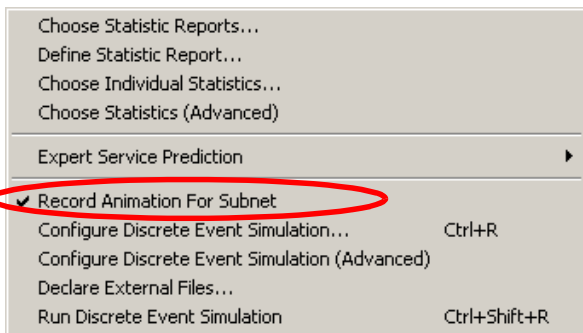 Choose Statistic Reports...
Define Statistic Report...
Choose Individual Statistics...
Choose Statistics (Advanced)
Expert Service Prediction
Record Animation For Subnet
Configure Discrete Event Simulation... Ctrl+R
Configure Discrete Event Simulation (Advanced)
Declare External Files...
Run Discrete Event Simulation Ctrl+Shift+R